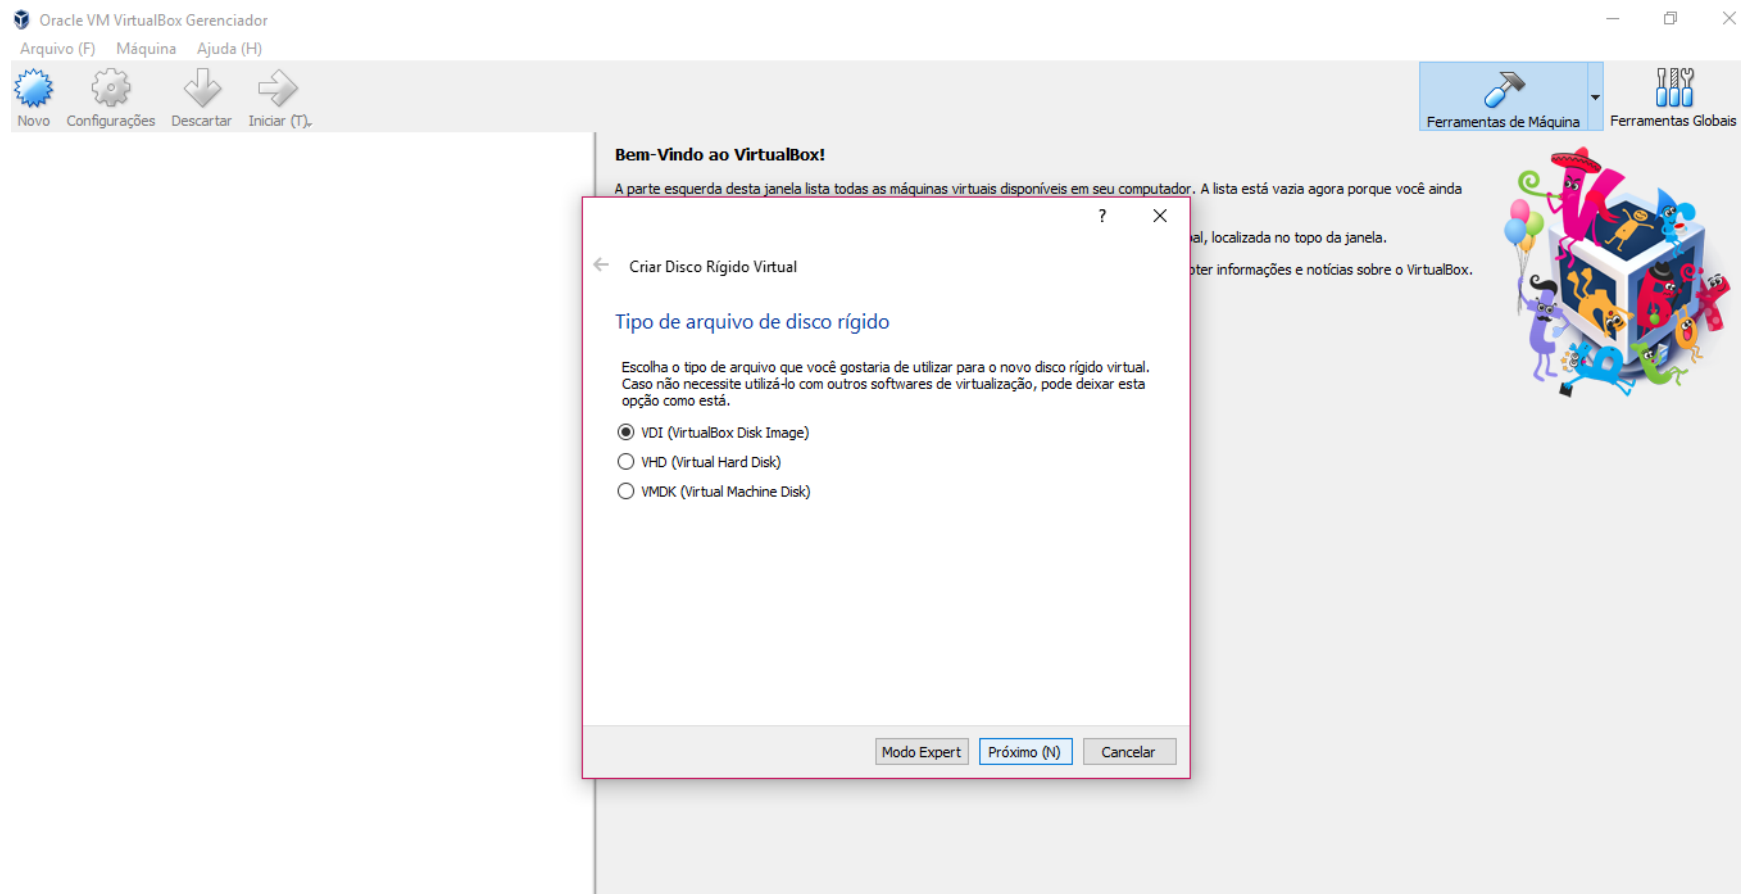 Oracle VM VirtualBox Gerenciador
Arquivo (F) Máquina Ajuda (H)
Novo Configurações Descartar Iniciar (T) Ferramentas de Máquina Ferramentas Globais
Bem-Vindo ao VirtualBox!
A parte esquerda desta janela lista todas as máquinas virtuais disponíveis em seu computador. A lista está vazia agora porque você ainda
, localizada no topo da janela.
informações e notícias sobre o VirtualBox.
?
Criar Disco Rígido Virtual
Tipo de arquivo de disco rígido
Escolha o tipo de arquivo que você gostaria de utilizar para o novo disco rígido virtual.
Caso não necessite utilizá-lo com outros softwares de virtualização, pode deixar esta
opção como está.
VDI (VirtualBox Disk Image)
VHD (Virtual Hard Disk)
VMDK (Virtual Machine Disk)
Modo Expert Próximo (N) Cancelar